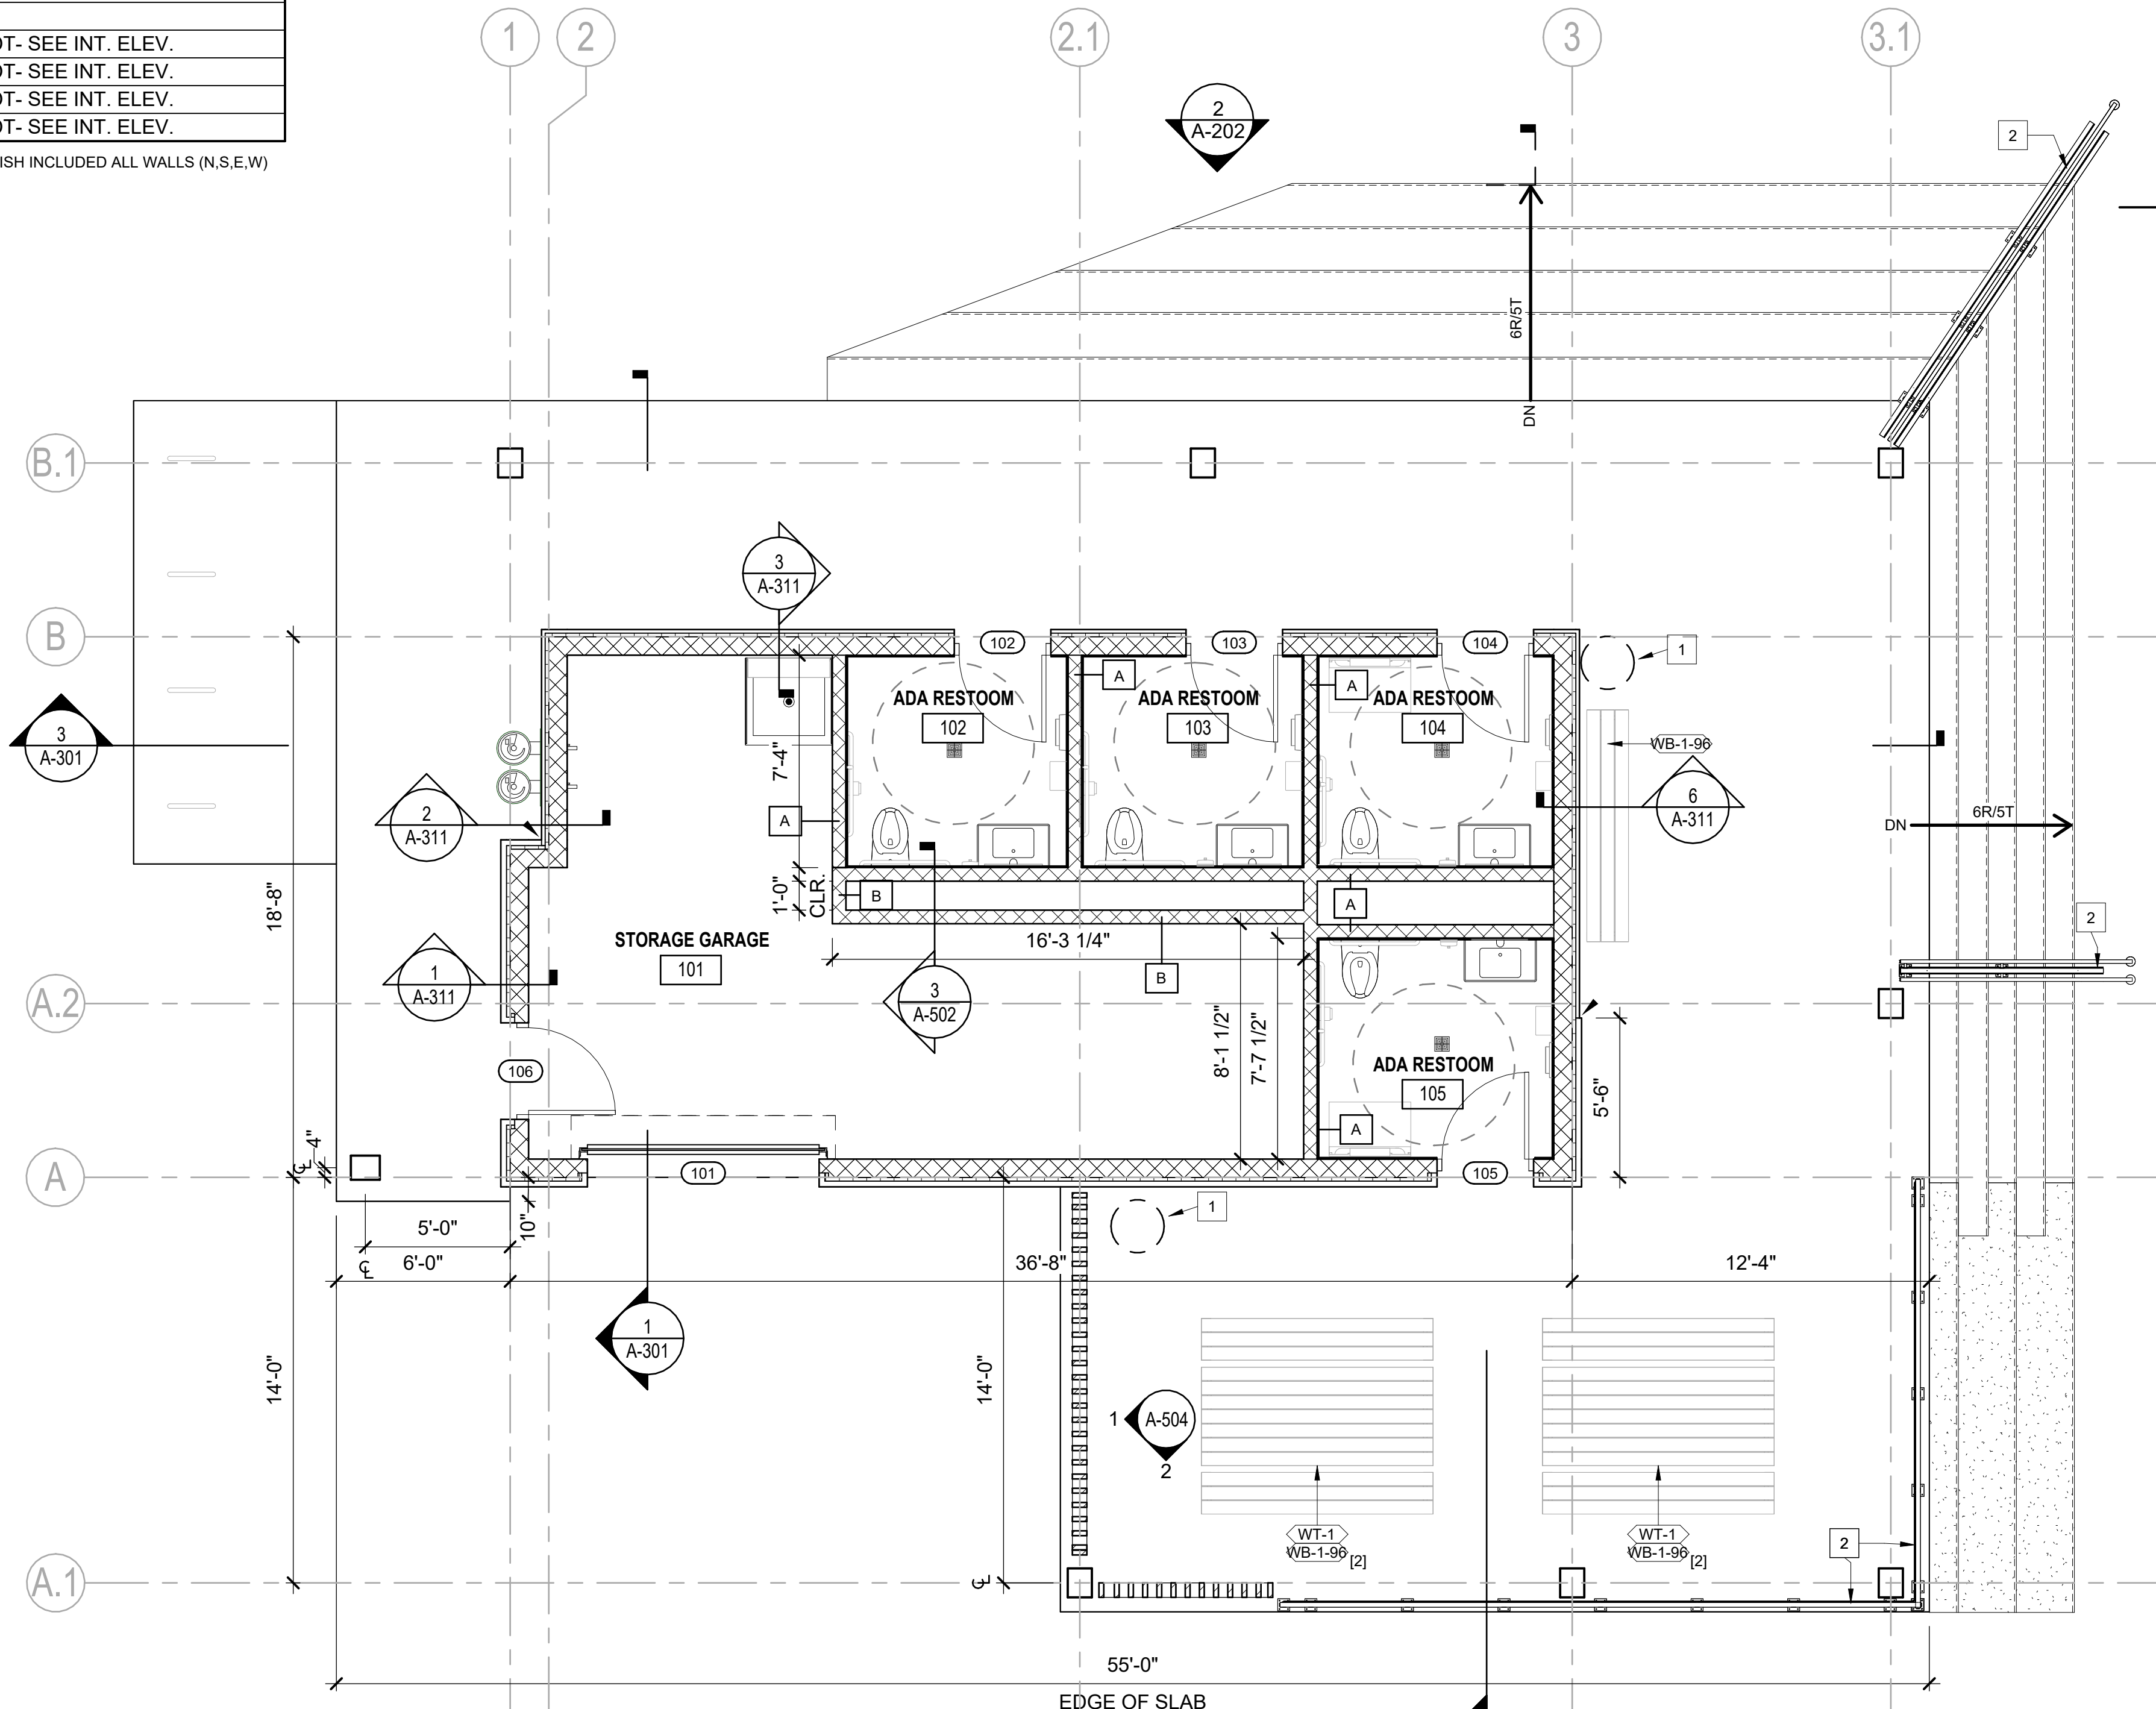 OT- SEE INT. ELEV.
OT- SEE INT. ELEV.
OT- SEE INT. ELEV.
OT- SEE INT. ELEV.
ISH INCLUDED ALL WALLS (N,S,E,W)
1
2
2.1
3
3.1
2
A-202
2
6R/5T
DN
B.1
3
A-311
B
102
103
104
1
A
A
ADA RESTOOM
102
ADA RESTOOM
103
ADA RESTOOM
104
3
A-301
7'-4"
WB-1-96
2
A-311
A
6
A-311
DN
6R/5T
18'-8"
1'-0"
CLR.
B
A
2
STORAGE GARAGE
101
16'-3 1/4"
1
A-311
B
3
A-502
A.2
8'-1 1/2"
7'-7 1/2"
106
ADA RESTOOM
105
5'-6"
A
4"
℄
A
101
105
1
5'-0"
10"
6'-0"
℄
36'-8"
12'-4"
1
A-301
14'-0"
14'-0"
1
A-504
2
WT-1
WB-1-96
[2]
WT-1
WB-1-96
[2]
2
A.1
℄
55'-0"
EDGE OF SLAB